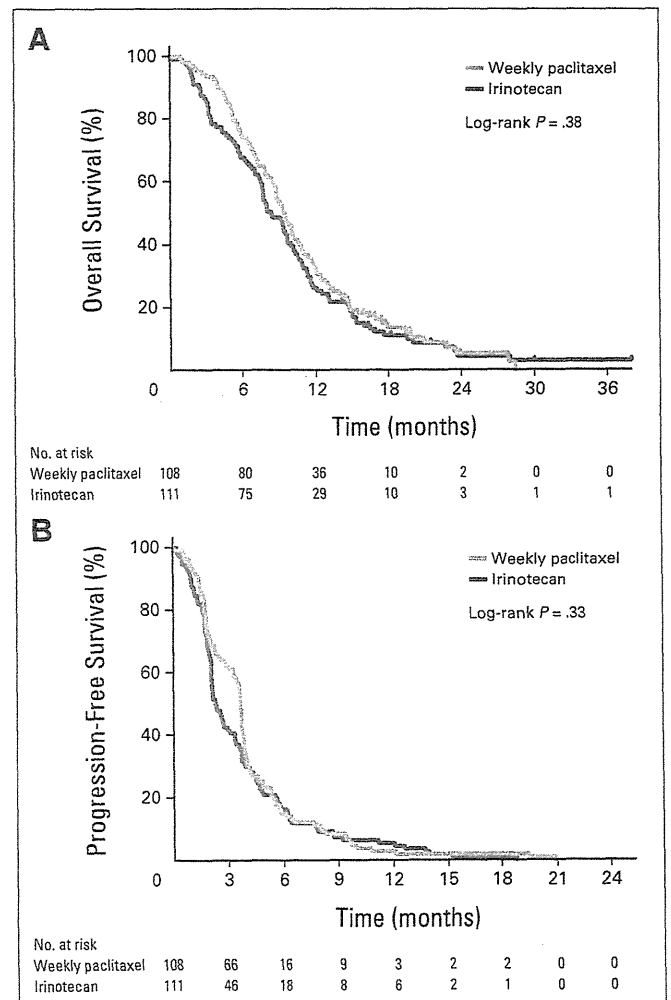 A
100
80
60
40
20
Overall Survival (%)
Weekly paclitaxel
Irinotecan
Log-rank P = .38
0 6 12 18 24 30 36
Time (months)
No. at risk
Weekly paclitaxel 108 80 36 10 2 0 0
Irinotecan 111 75 29 10 3 1 1
B
100
80
60
40
20
Progression-Free Survival (%)
Weekly paclitaxel
Irinotecan
Log-rank P = .33
0 3 6 9 12 15 18 21 24
Time (months)
No. at risk
Weekly paclitaxel 108 66 16 9 3 2 2 0 0
Irinotecan 111 46 18 8 6 2 1 0 0